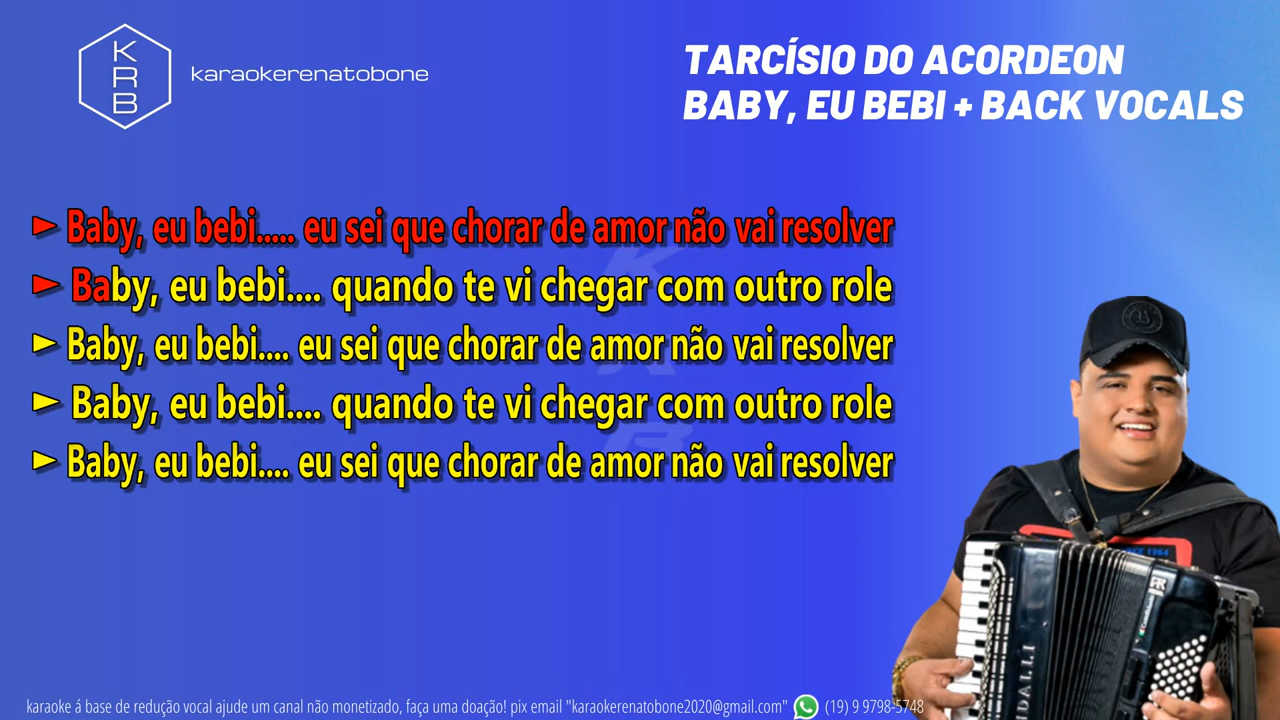 K
R
B
karaokerenatobone
TARCÍSIO DO ACORDEON
BABY, EU BEBI + BACK VOCALS
► Baby, eu bebi..... eu sei que chorar de amor não vai resolver
► Baby, eu bebi.... quando te vi chegar com outro role
► Baby, eu bebi.... eu sei que chorar de amor não vai resolver
► Baby, eu bebi.... quando te vi chegar com outro role
► Baby, eu bebi.... eu sei que chorar de amor não vai resolver
1964
karaoke á base de redução vocal ajude um canal não monetizado, faça uma doação! pix email "karaokerenatobone2020@gmail.com" (19) 9 9798-5748